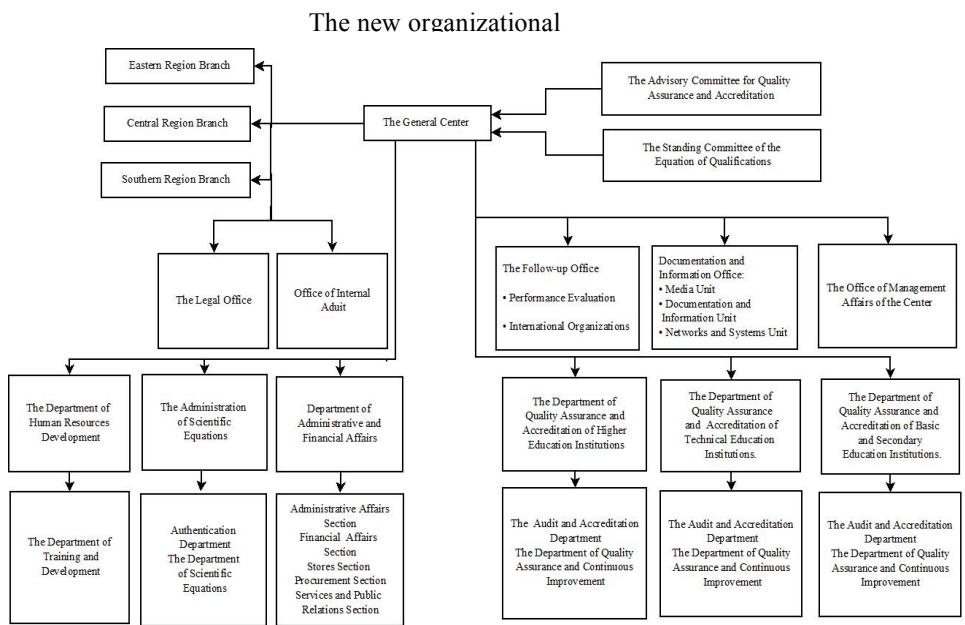 The new organizational
Eastern Region Branch
Central Region Branch
Southern Region Branch
The General Center
The Advisory Committee for Quality
Assurance and Accreditation
The Standing Committee of the
Equation of Qualifications
The Legal Office
Office of Internal
Aduit
The Follow-up Office
• Performance Evaluation
• International Organizations
Documentation and
Information Office:
• Media Unit
• Documentation and
Information Unit
• Networks and Systems Unit
The Office of Management
Affairs of the Center
The Department of
Human Resources
Development
The Administration
of Scientific
Equations
Department of
Administrative and
Financial Affairs
The Department of
Quality Assurance and
Accreditation of Higher
Education Institutions
The Department of
Quality Assurance
and Accreditation of
Technical Education
Institutions.
The Department of
Quality Assurance and
Accreditation of Basic
and Secondary
Education Institutions.
The Department of
Training and
Development
Authentication
Department
The Department
of Scientific
Equations
Administrative Affairs
Section
Financial Affairs
Section
Stores Section
Procurement Section
Services and Public
Relations Section
The Audit and Accreditation
Department
The Department of Quality
Assurance and Continuous
Improvement
The Audit and Accreditation
Department
The Department of Quality
Assurance and Continuous
Improvement
The Audit and Accreditation
Department
The Department of Quality
Assurance and Continuous
Improvement